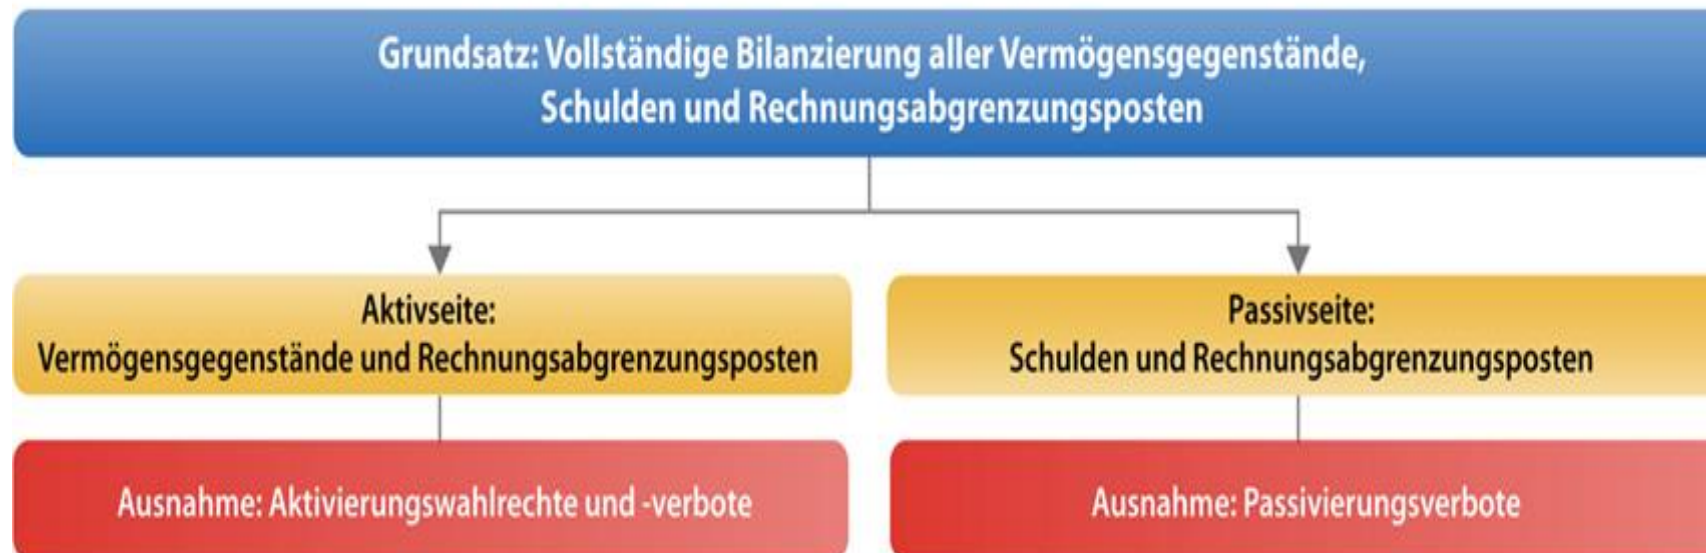 Grundsatz: Vollständige Bilanzierung aller Vermögensgegenstände,
Schulden und Rechnungsabgrenzungsposten
Aktivseite:
Vermögensgegenstände und Rechnungsabgrenzungsposten
Passivseite:
Schulden und Rechnungsabgrenzungsposten
Ausnahme: Aktivierungswahlrechte und -verbote
Ausnahme: Passivierungsverbote